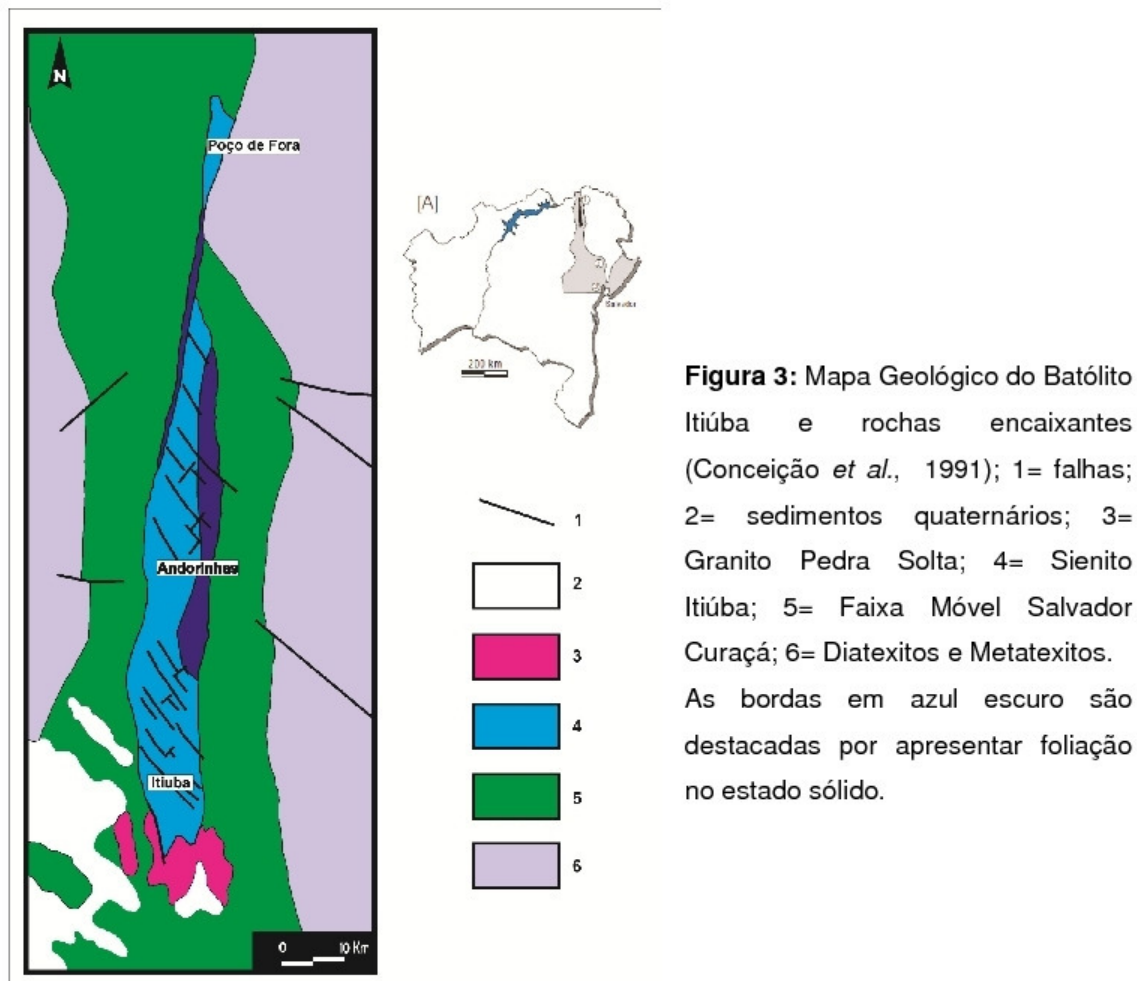 N
Poço de Fora
Andorinhas
Itiuba
0 10 Km
[A]
Salvador
200 km
1
2
3
4
5
6
Figura 3: Mapa Geológico do Batólito
Itiúba e rochas encaixantes
(Conceição et al., 1991); 1= falhas;
2= sedimentos quaternários; 3=
Granito Pedra Solta; 4= Sienito
Itiúba; 5= Faixa Móvel Salvador
Curaçá; 6= Diatexitos e Metatexitos.
As bordas em azul escuro são
destacadas por apresentar foliação
no estado sólido.